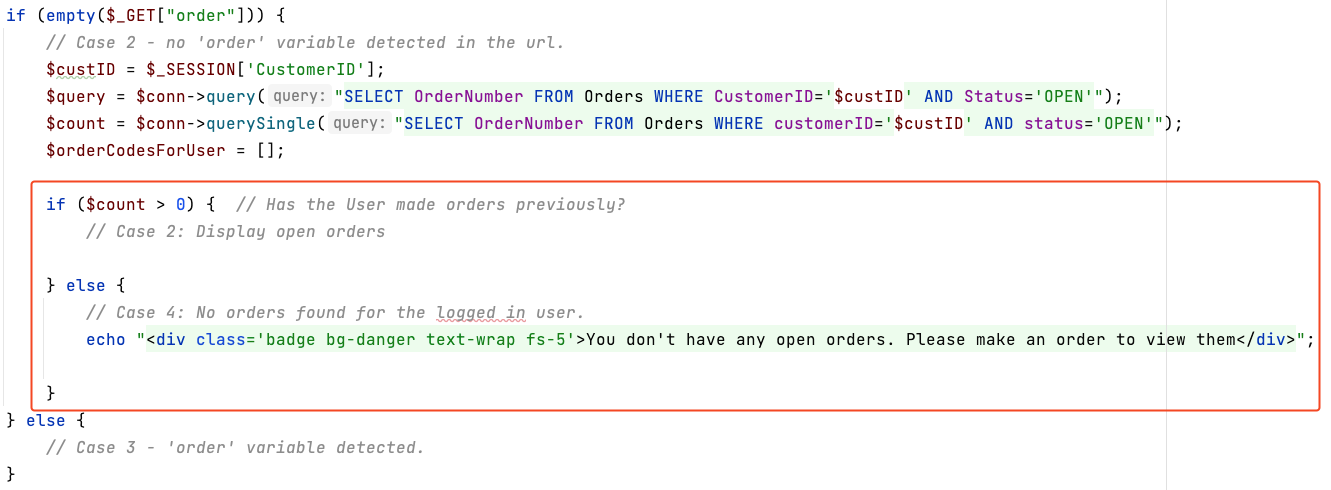 if (empty($_GET["order"])) {
// Case 2 - no 'order' variable detected in the url.
$custID = $_SESSION['CustomerID'];
$query = $conn->query( query: "SELECT OrderNumber FROM Orders WHERE CustomerID='$custID' AND Status='OPEN'");
$count = $conn->querySingle( query: "SELECT OrderNumber FROM Orders WHERE customerID='$custID' AND status='OPEN'");
$orderCodesForUser = [];
if ($count > 0) { // Has the User made orders previously?
// Case 2: Display open orders
} else {
// Case 4: No orders found for the logged in user.
echo "<div class='badge bg-danger text-wrap fs-5'>You don't have any open orders. Please make an order to view them</div>";
}
} else {
// Case 3 - 'order' variable detected.
}